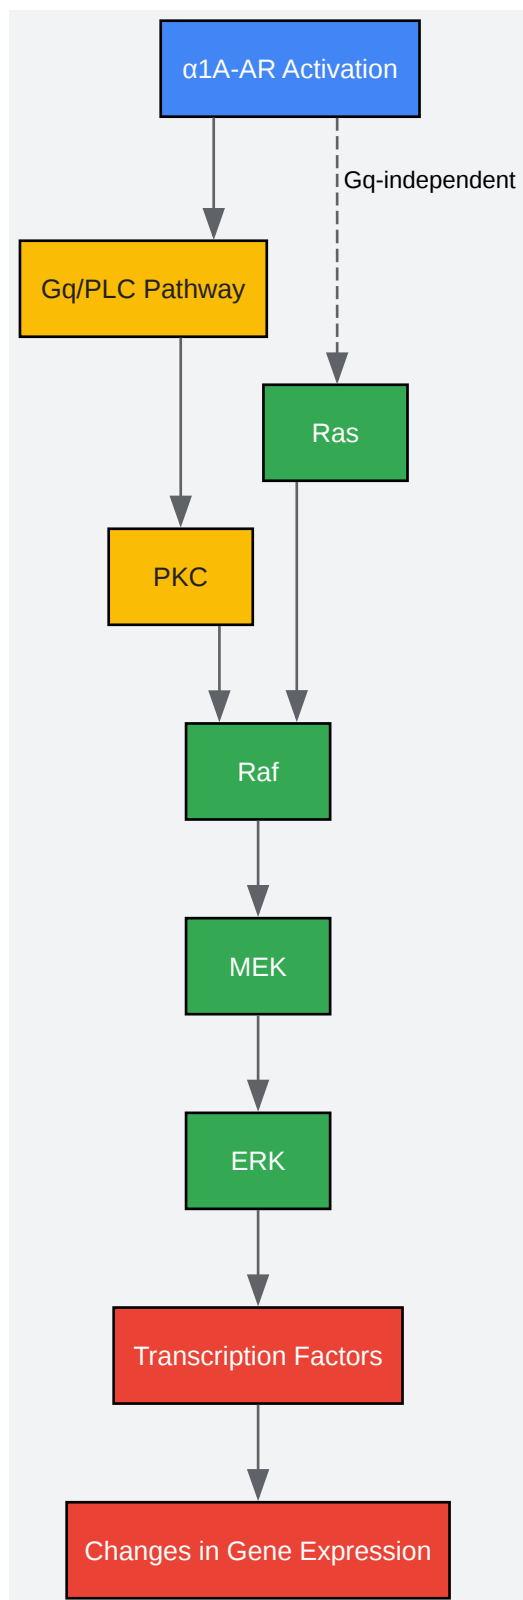 α1A-AR Activation
Gq-independent
Gq/PLC Pathway
Ras
PKC
Raf
MEK
ERK
Transcription Factors
Changes in Gene Expression